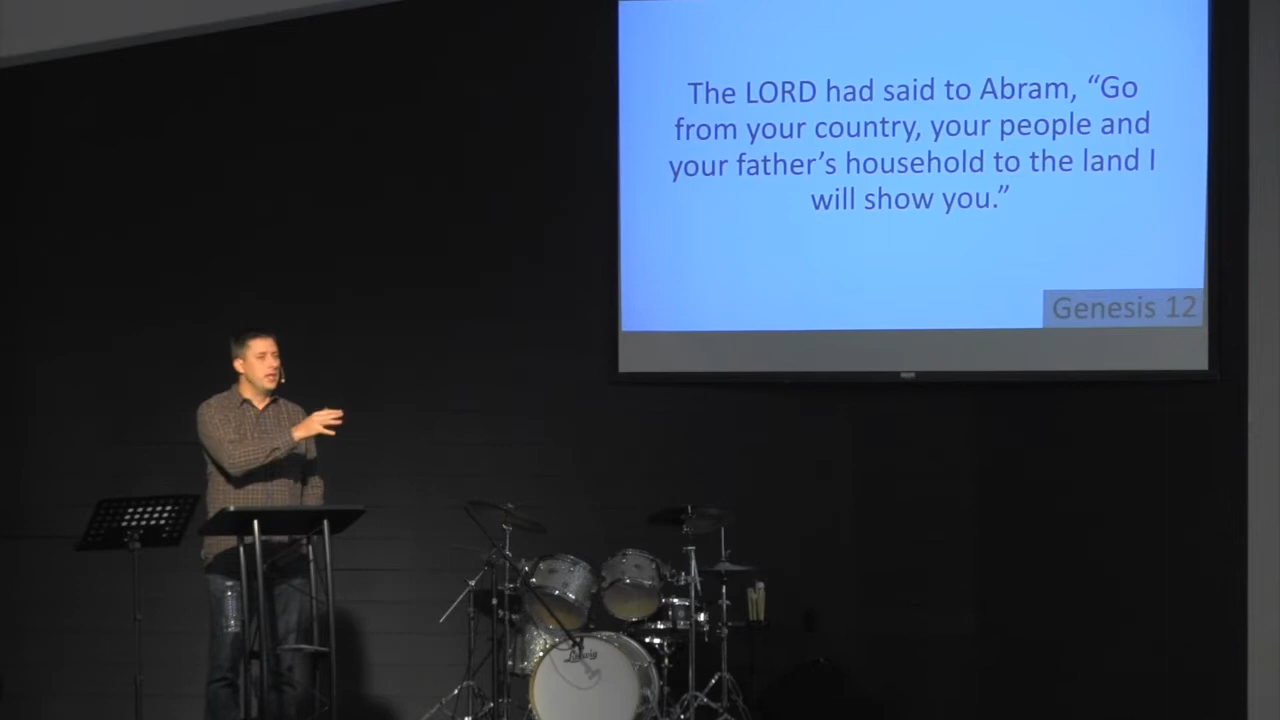 The LORD had said to Abram, “Go
from your country, your people and
your father’s household to the land I
will show you.”
Genesis 12
Ludwig